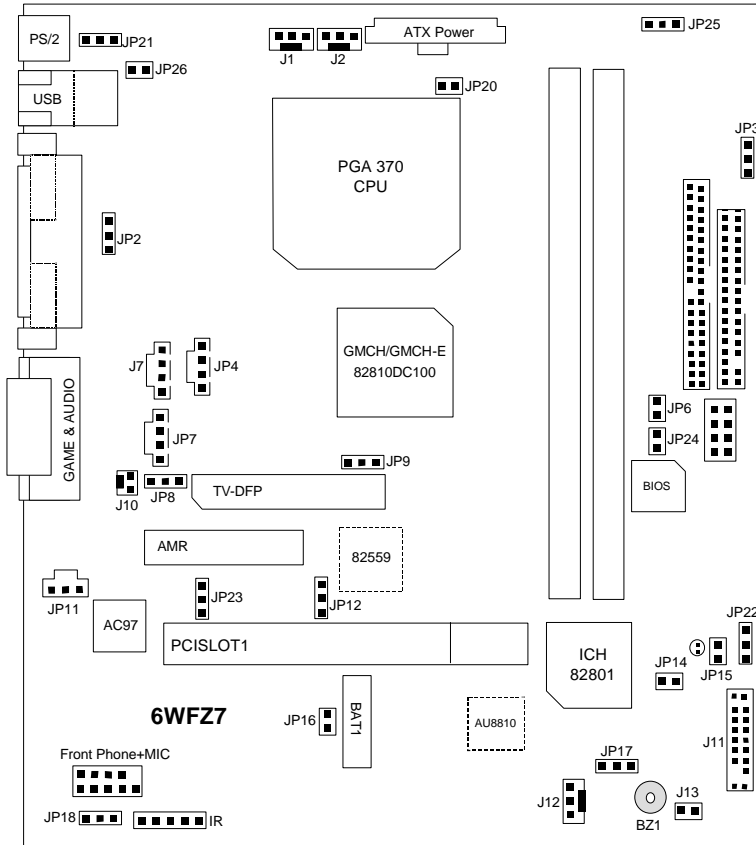 PS/2
JP21
J1
J2
ATX Power
JP25
JP26
USB
JP20
JP3
PGA 370
CPU
JP2
GMCH/GMCH-E
82810DC100
J7
JP4
JP6
JP24
GAME & AUDIO
JP7
JP9
J10
JP8
TV-DFP
BIOS
AMR
82559
JP11
AC97
JP23
JP12
PCISLOT1
ICH
82801
JP22
JP14
JP15
6WFZ7
JP16
BAT1
AU8810
J11
Front Phone+MIC
JP17
J12
BZ1
J13
JP18
IR